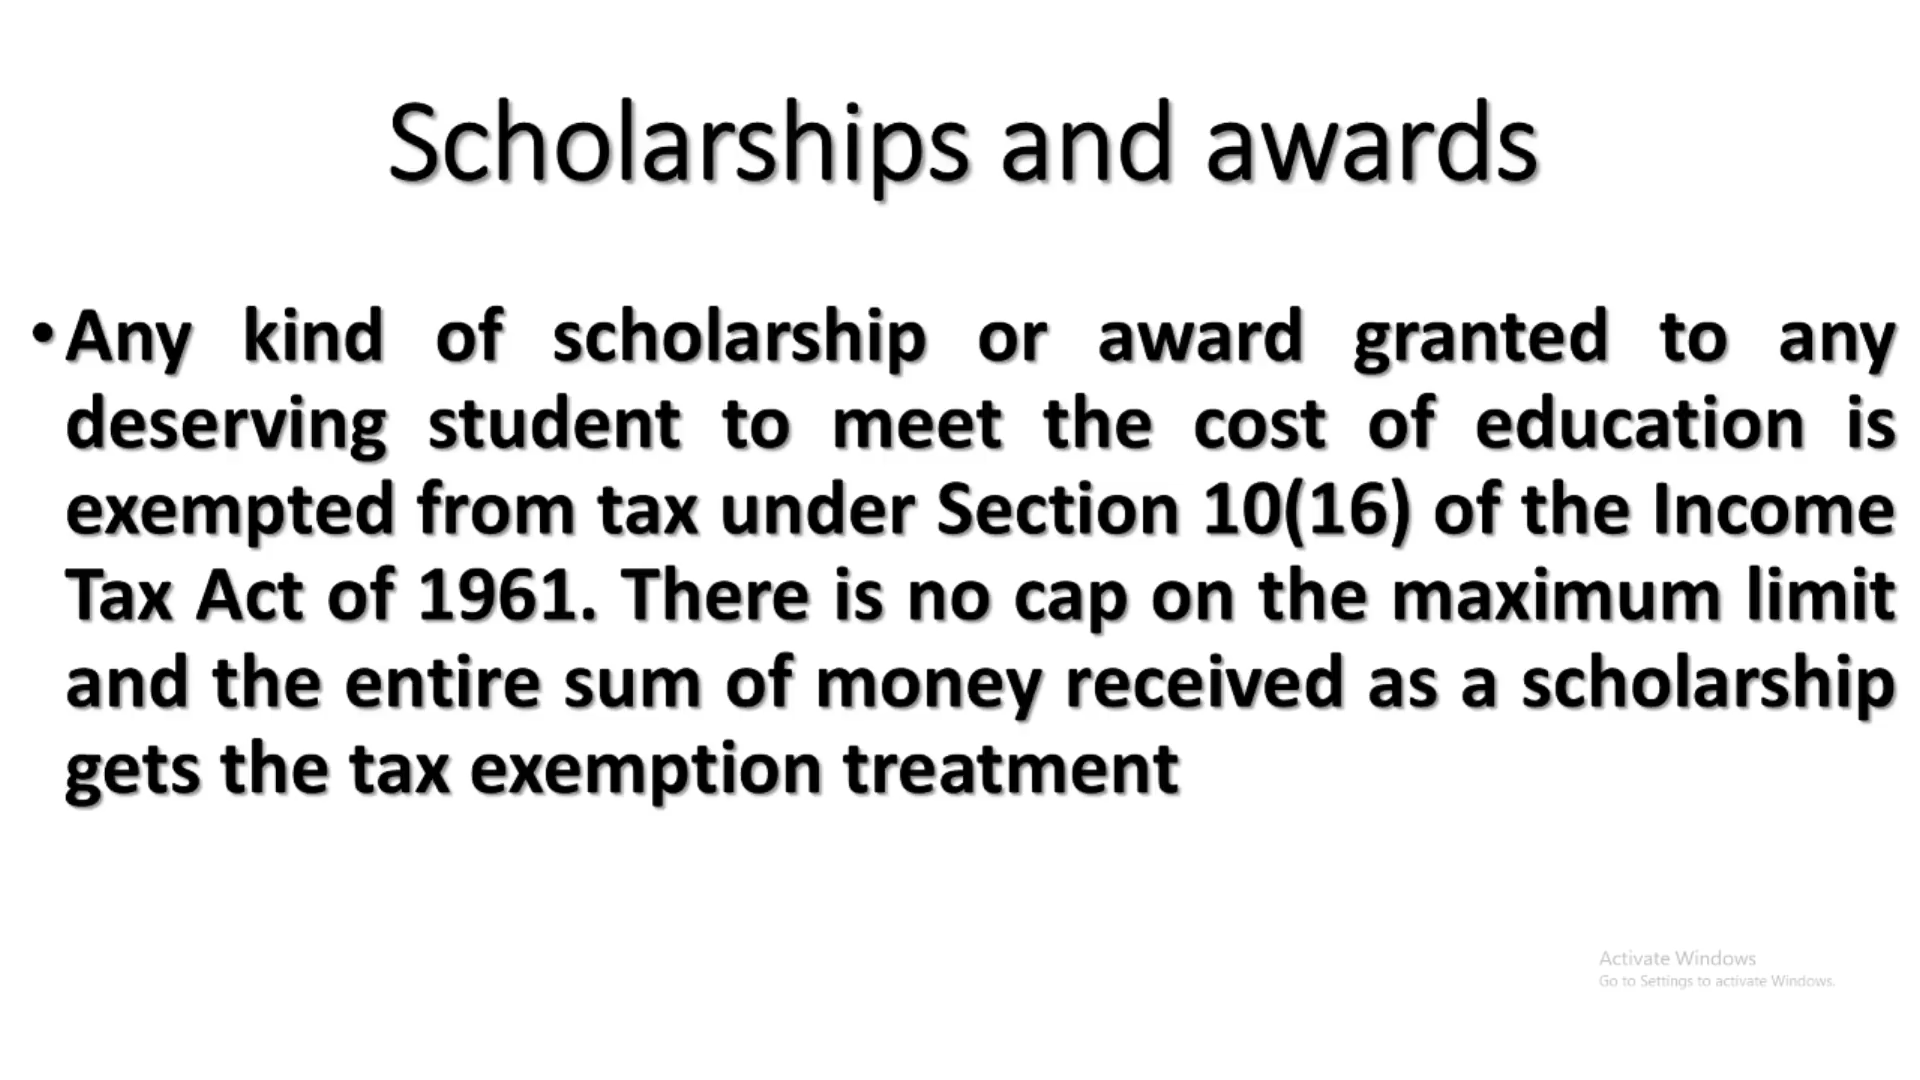 Scholarships and awards
• Any kind of scholarship or award granted to any
deserving student to meet the cost of education is
exempted from tax under Section 10(16) of the Income
Tax Act of 1961. There is no cap on the maximum limit
and the entire sum of money received as a scholarship
gets the tax exemption treatment
Activate Windows
Go to Settings to activate Windows.